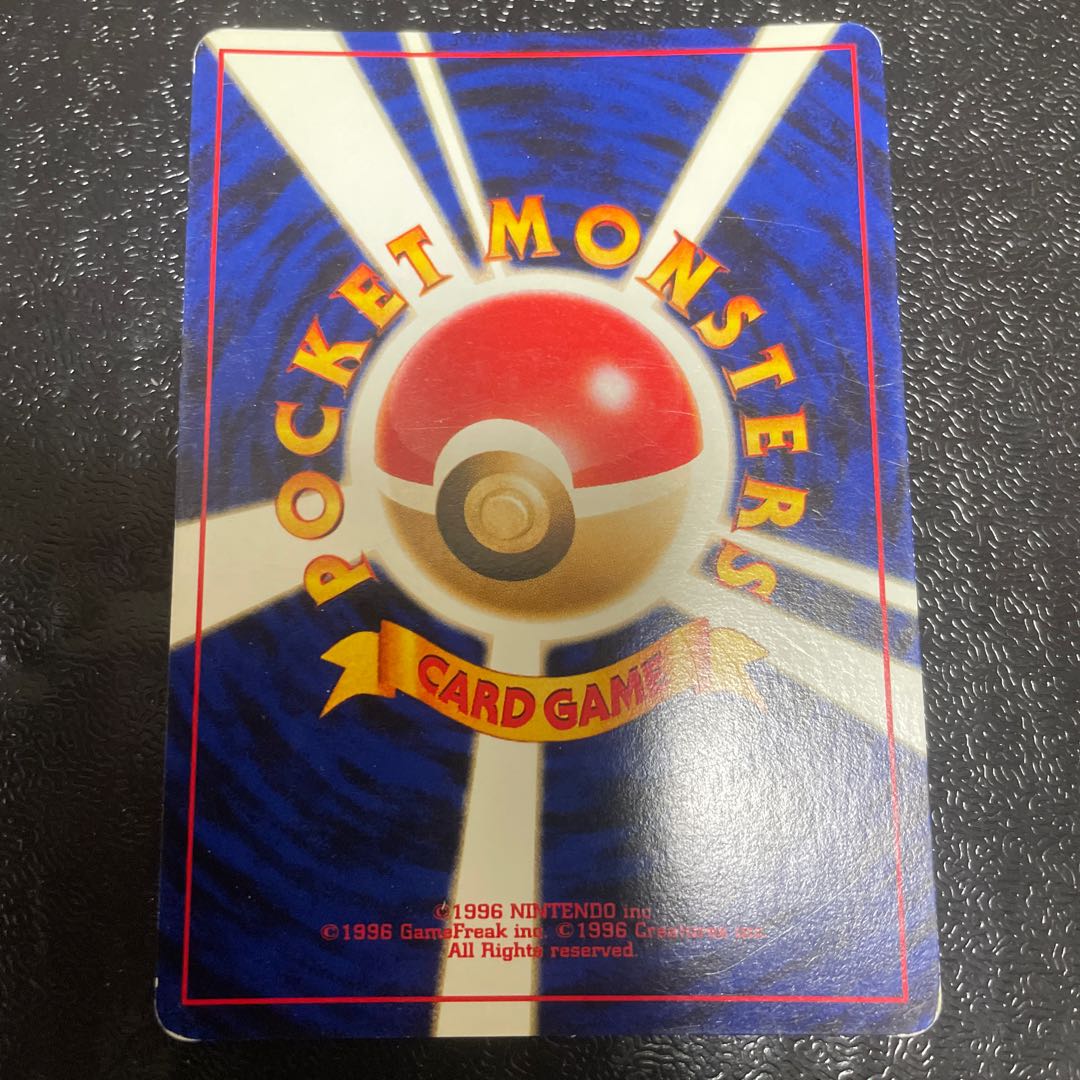 POCKET MONSTERS
CARD GAME
©1996 NINTENDO inc.
©1996 GameFreak inc. ©1996 Creatures inc.
All Rights reserved.